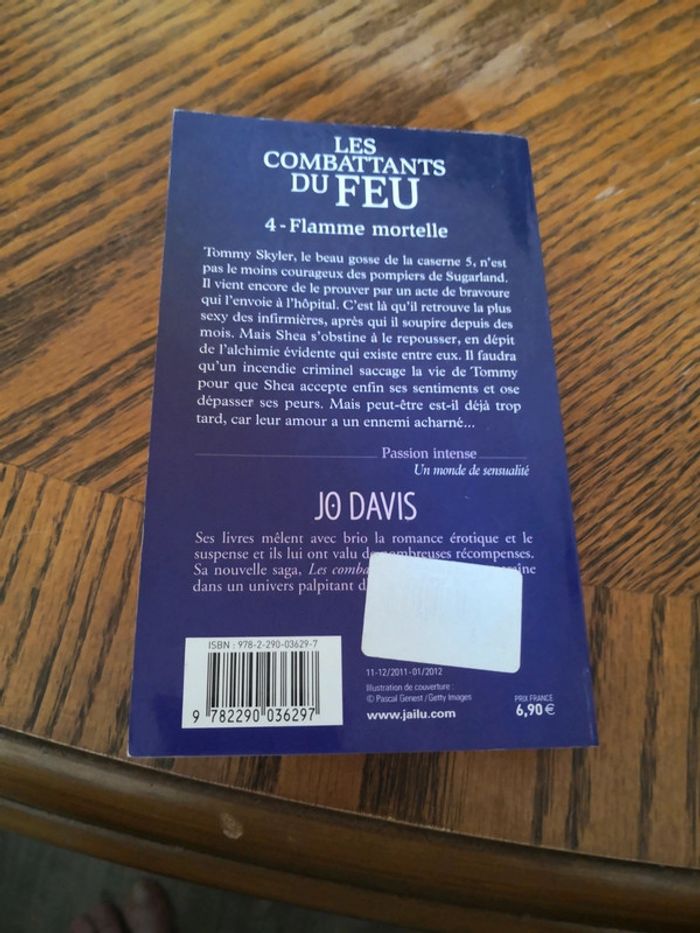 LES
COMBATTANTS
DU FEU
4 - Flamme mortelle
Tommy Skyler, le beau gosse de la caserne 5, n'est
pas le moins courageux des pompiers de Sugarland.
Il vient encore de le prouver par un acte de bravoure
qui l'envoie à l'hôpital. C'est là qu'il retrouve la plus
sexy des infirmières, après qui il soupire depuis des
mois. Mais Shea s'obstine à le repousser, en dépit
de l'alchimie évidente qui existe entre eux. Il faudra
qu'un incendie criminel saccage la vie de Tommy
pour que Shea accepte enfin ses sentiments et ose
dépasser ses peurs. Mais peut-être est-il déjà trop
tard, car leur amour a un ennemi acharné...
Passion intense
Un monde de sensualité
JO DAVIS
Ses livres mêlent avec brio la romance érotique et le
suspense et ils lui ont valu de nombreuses récompenses.
Sa nouvelle saga, Les
dans un univers palpitant
ISBN : 978-2-290-03629-7
9 782290 036297
11-12/2011-01/2012
Illustration de couverture :
© Pascal Genest / Getty Images
www.jailu.com
PRIX FRANCE
6,90 €